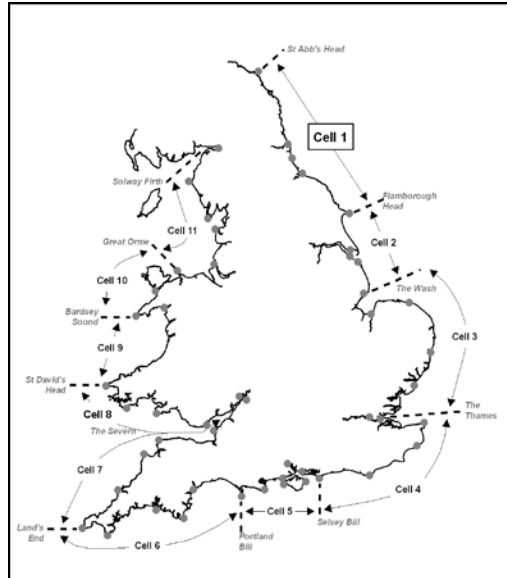 St Abb's Head
Cell 1
Solway Firth
Flamborough
Head
Cell 11
Great Orme
Cell 2
Cell 10
The Wash
Bardsey
Sound
Cell 3
Cell 9
St David's
Head
The
Thames
Cell 8
The Severn
Cell 7
Cell 4
Cell 5
Selsey Bill
Land's
End
Cell 6
Portland
Bill